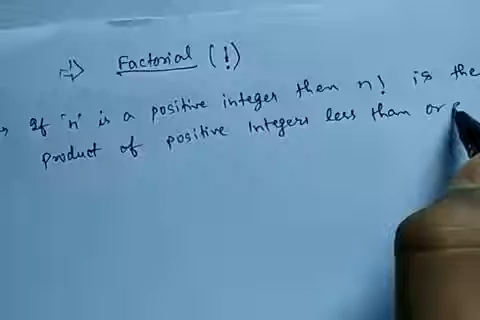 ⇒ Factorial (!)
→ If 'n' is a positive integer then n! is the
product of positive Integers less than or